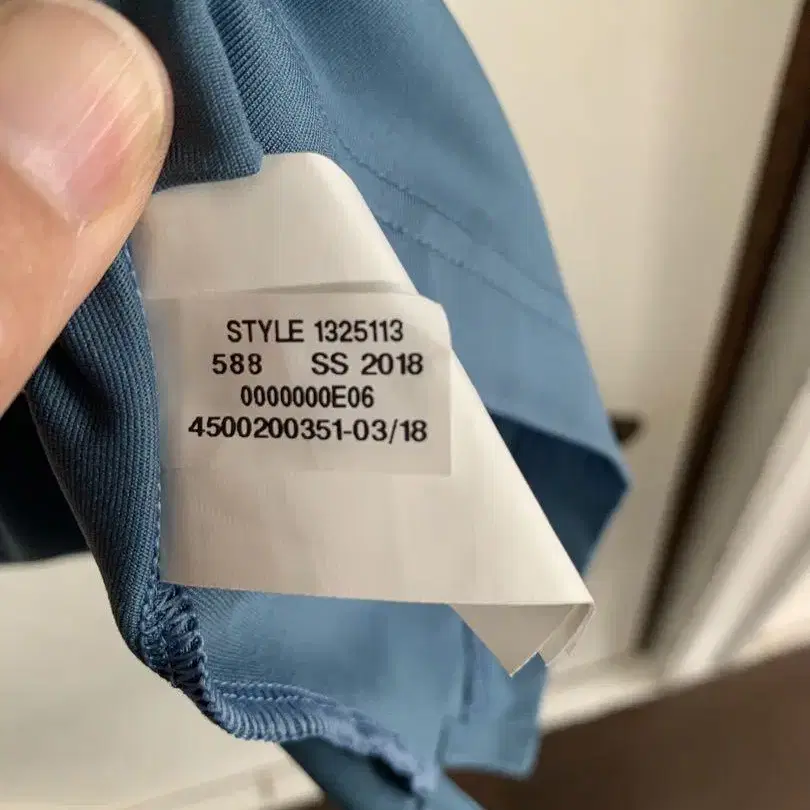 STYLE 1325113
588 SS 2018
0000000E06
4500200351-03/18